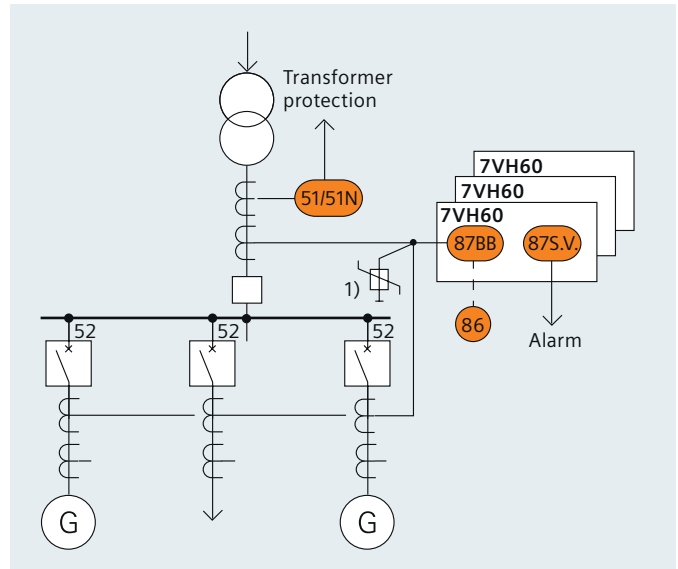 Transformer
protection
51/51N
7VH60
7VH60
7VH60
87BB
87S.V.
1)
86
Alarm
52
52
52
G
G